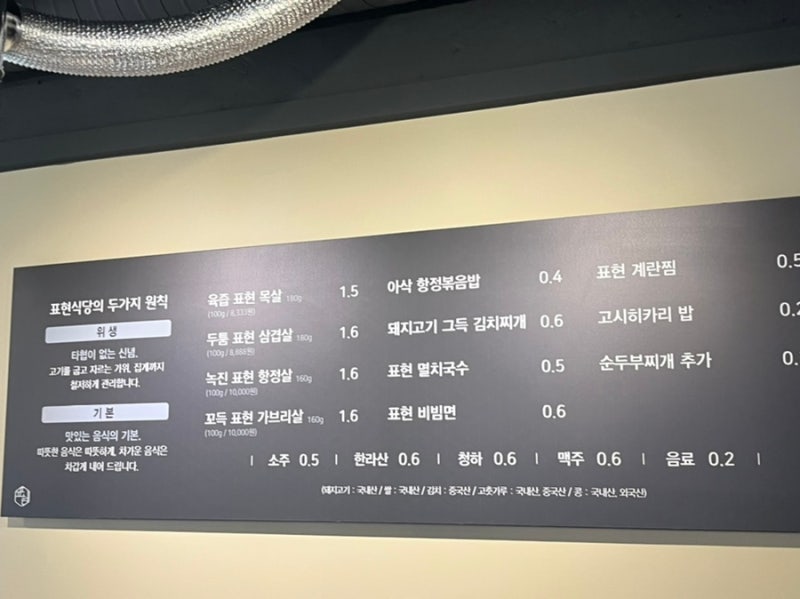 표현식당의 두가지 원칙
위생
타협이 없는 신념,
고기를 굽고 자르는 가위, 집게까지
철저하게 관리합니다.
기본
맛있는 음식의 기본,
따뜻한 음식은 따뜻하게, 차가운 음식은
차갑게 내어 드립니다.
육즙 표현 목살 180g 1.5
(100g / 8,333원)
두툼 표현 삼겹살 180g 1.6
(100g / 8,888원)
녹진 표현 항정살 160g 1.6
(100g / 10,000원)
꼬득 표현 가브리살 160g 1.6
(100g / 10,000원)
아삭 항정볶음밥 0.4
돼지고기 그득 김치찌개 0.6
표현 멸치국수 0.5
표현 비빔면 0.6
표현 계란찜 0.5
고시히카리 밥 0.2
순두부찌개 추가 0.
| 소주 0.5 | 한라산 0.6 | 청하 0.6 | 맥주 0.6 | 음료 0.2 |
(돼지고기 : 국내산 / 쌀 : 국내산 / 김치 : 중국산 / 고춧가루 : 국내산, 중국산 / 콩 : 국내산, 외국산)